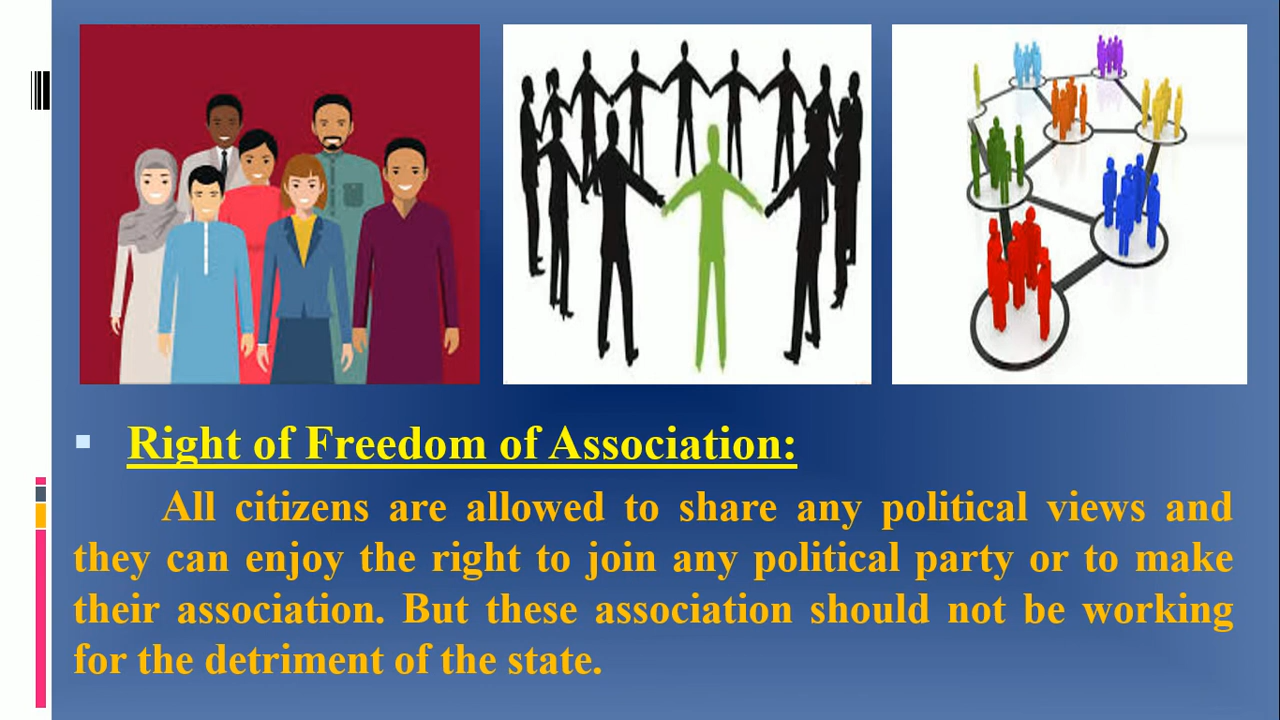 Right of Freedom of Association:
All citizens are allowed to share any political views and
they can enjoy the right to join any political party or to make
their association. But these association should not be working
for the detriment of the state.